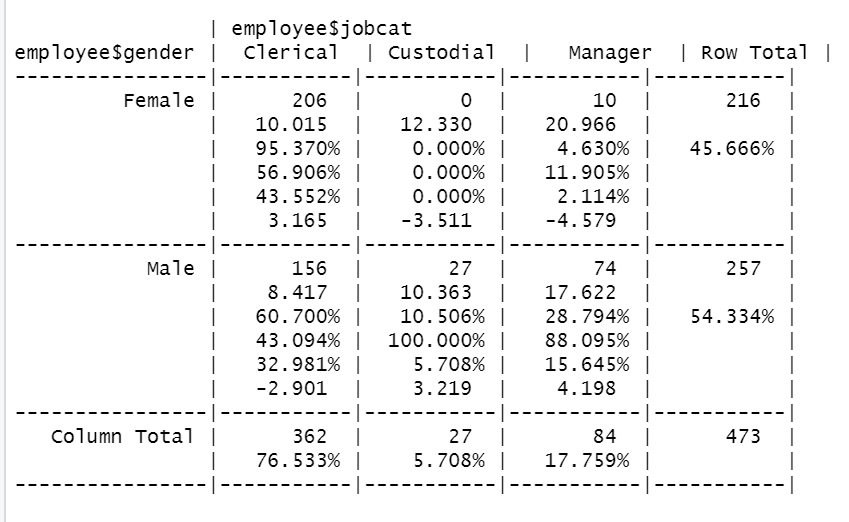 | employee$jobcat
employee$gender |  Clerical  | Custodial  |   Manager  | Row Total |
----------------|-----------|-----------|-----------|-----------|
         Female |      206  |        0  |       10  |      216  |
                |   10.015  |   12.330  |   20.966  |           |
                |   95.370% |    0.000% |    4.630% |   45.666% |
                |   56.906% |    0.000% |   11.905% |           |
                |   43.552% |    0.000% |    2.114% |           |
                |    3.165  |   -3.511  |   -4.579  |           |
----------------|-----------|-----------|-----------|-----------|
           Male |      156  |       27  |       74  |      257  |
                |    8.417  |   10.363  |   17.622  |           |
                |   60.700% |   10.506% |   28.794% |   54.334% |
                |   43.094% |  100.000% |   88.095% |           |
                |   32.981% |    5.708% |   15.645% |           |
                |   -2.901  |    3.219  |    4.198  |           |
----------------|-----------|-----------|-----------|-----------|
   Column Total |      362  |       27  |       84  |      473  |
                |   76.533% |    5.708% |   17.759% |           |
----------------|-----------|-----------|-----------|-----------|